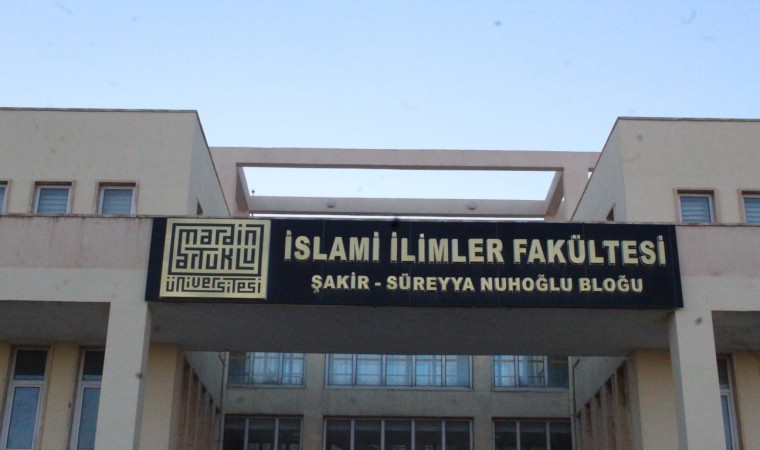 mardin
artuklu
üniversitesi
İSLAMİ İLİMLER FAKÜLTESİ
ŞAKİR - SÜREYYA NUHOĞLU BLOĞU